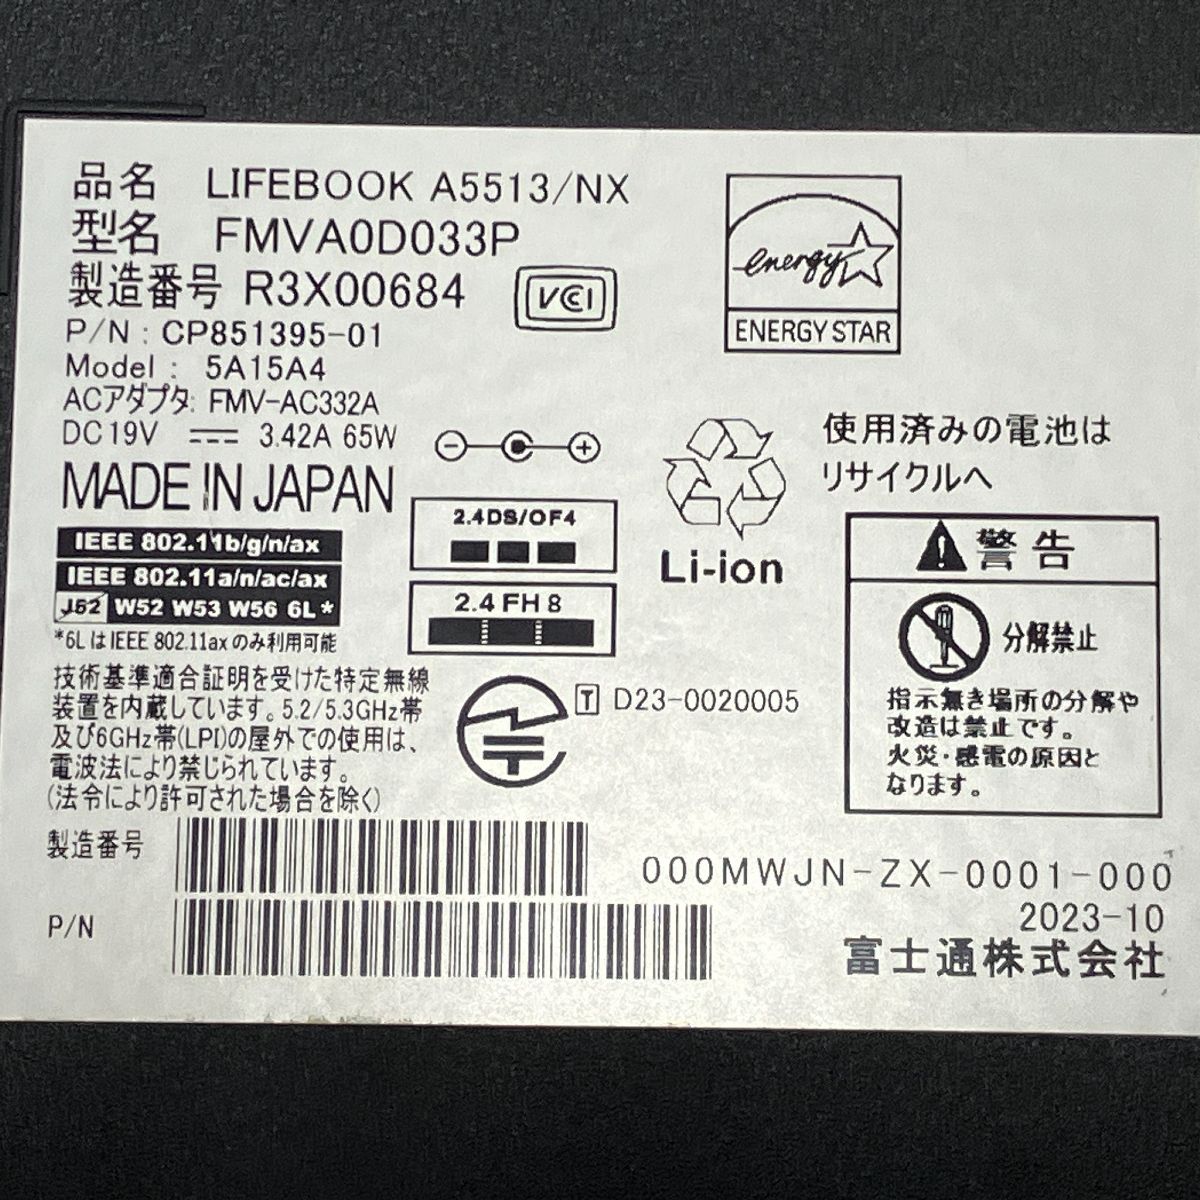 品名 LIFEBOOK A5513/NX
型名 FMVA0D033P
製造番号 R3X00684
VCI
P/N : CP851395-01
Model : 5A15A4
ACアダプタ: FMV-AC332A
DC19V 3.42A 65W
MADE IN JAPAN
energy
ENERGY STAR
IEEE 802.11b/g/n/ax
IEEE 802.11a/n/ac/ax
J52 W52 W53 W56 6L*
*6LはIEEE 802.11axのみ利用可能
2.4DS/OF4
2.4FH8
使用済みの電池は
リサイクルへ
Li-ion
警告
分解禁止
指示無き場所の分解や
改造は禁止です。
火災・感電の原因と
なります。
技術基準適合証明を受けた特定無線
装置を内蔵しています。5.2/5.3GHz帯
及び6GHz帯(LPI)の屋外での使用は、
電波法により禁じられています。
(法令により許可された場合を除く)
T D23-0020005
製造番号
P/N
000MWJN-ZX-0001-000
2023-10
富士通株式会社